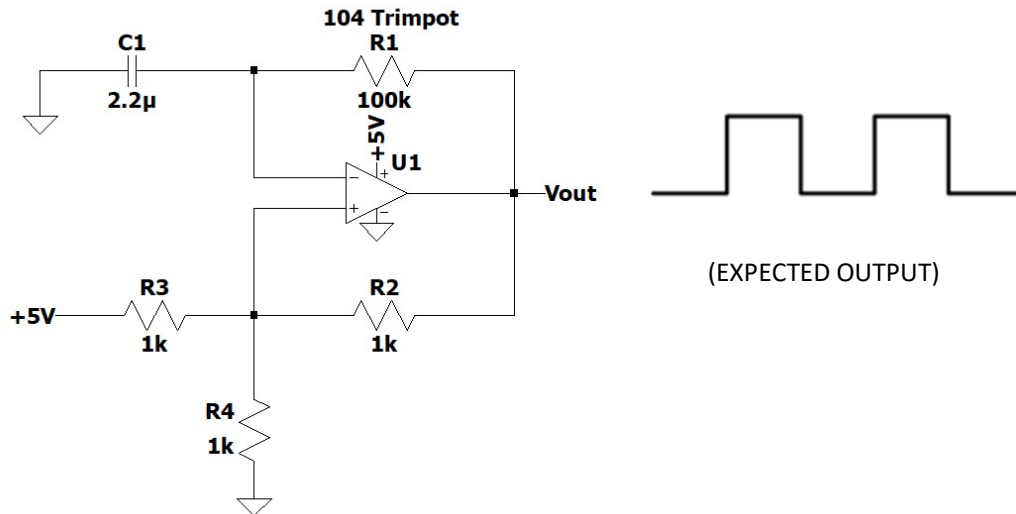 104 Trimpot
C1
R1
2.2µ
100k
+5V
U1
Vout
(EXPECTED OUTPUT)
R3
R2
+5V
1k
1k
R4
1k